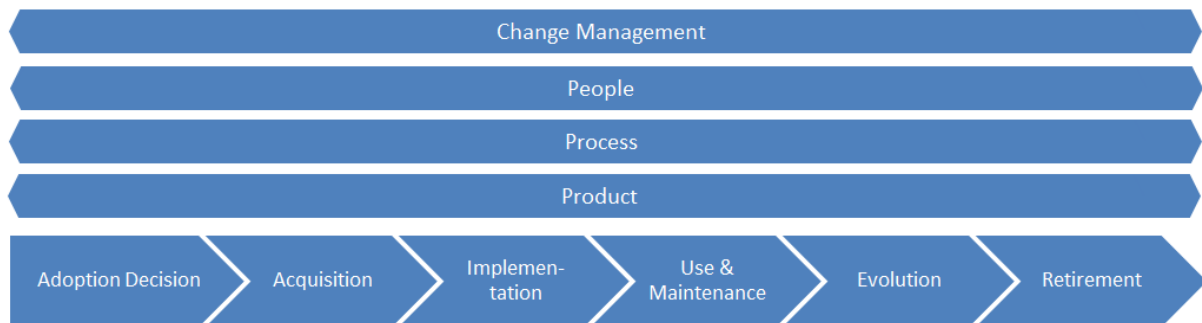 Change Management
People
Process
Product
Adoption Decision
Acquisition
Implemen-
tation
Use &
Maintenance
Evolution
Retirement